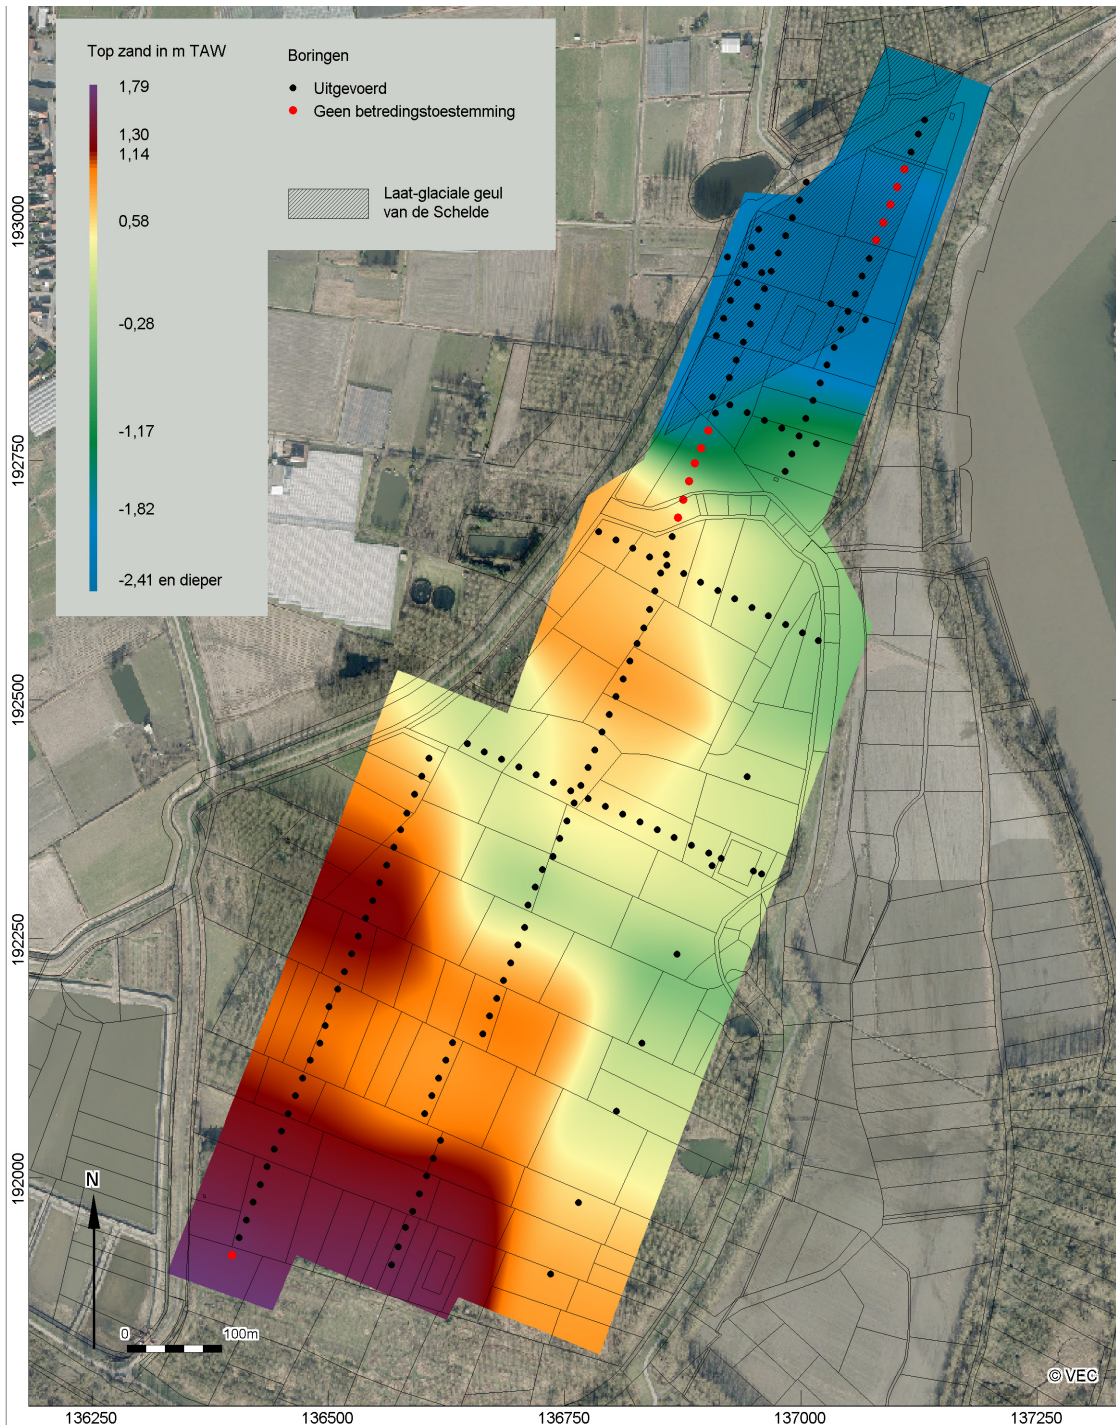 Top zand in m TAW
1,79
1,30
1,14
0,58
-0,28
-1,17
-1,82
-2,41 en dieper
Boringen
Uitgevoerd
Geen betredingstoestemming
Laat-glaciale geul
van de Schelde
193000
192750
192500
192250
192000
N
0 100m
© VEC
136250 136500 136750 137000 137250